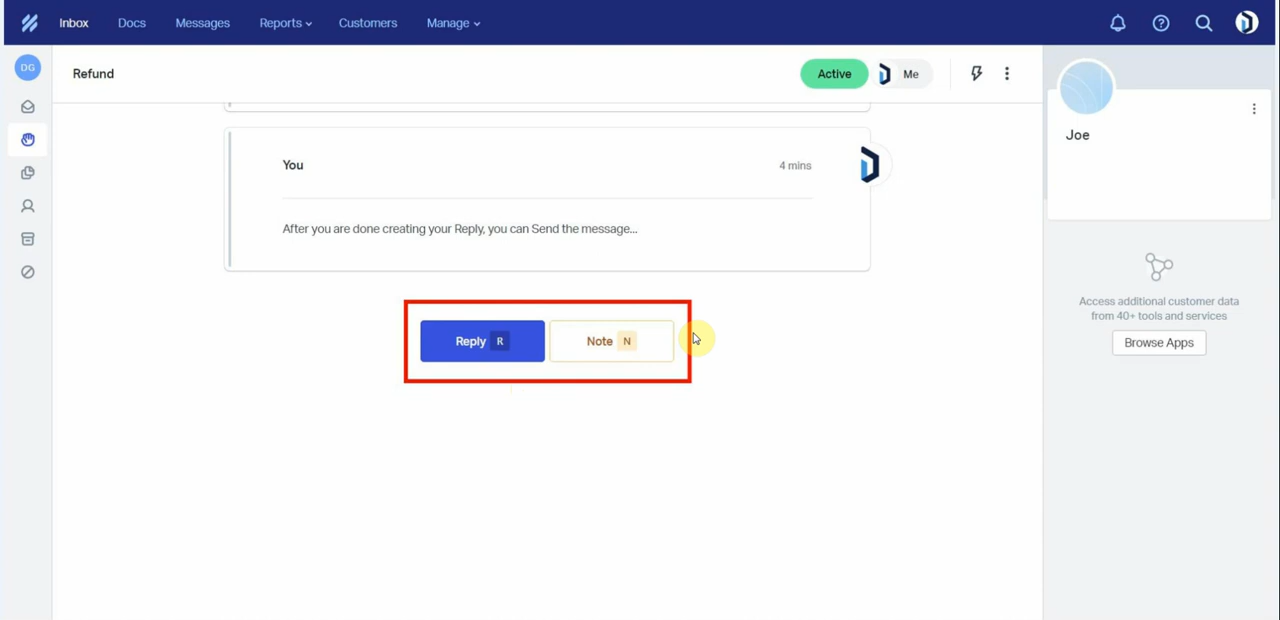 Inbox Docs Messages Reports Customers Manage
DG
Refund
Active Me
Joe
You 4 mins
After you are done creating your Reply, you can Send the message...
Reply R Note N
Access additional customer data
from 40+ tools and services
Browse Apps